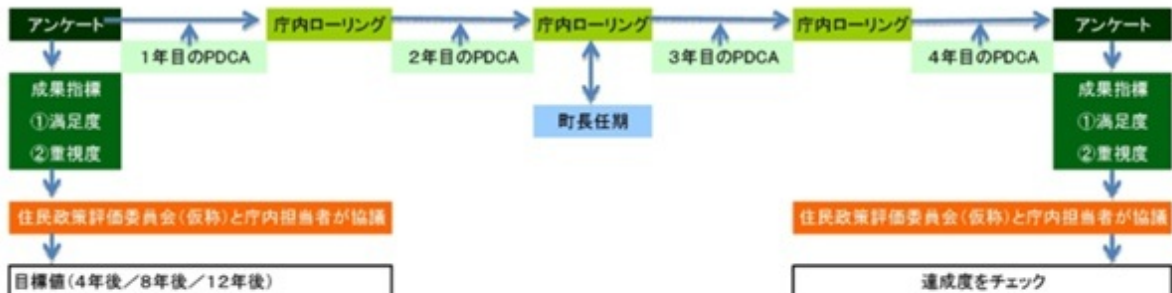 アンケート
庁内ローリング
庁内ローリング
庁内ローリング
アンケート
1年目のPDCA
2年目のPDCA
3年目のPDCA
4年目のPDCA
成果指標
①満足度
②重視度
町長任期
成果指標
①満足度
②重視度
住民政策評価委員会(仮称)と庁内担当者が協議
住民政策評価委員会(仮称)と庁内担当者が協議
目標値(4年後/8年後/12年後)
達成度をチェック